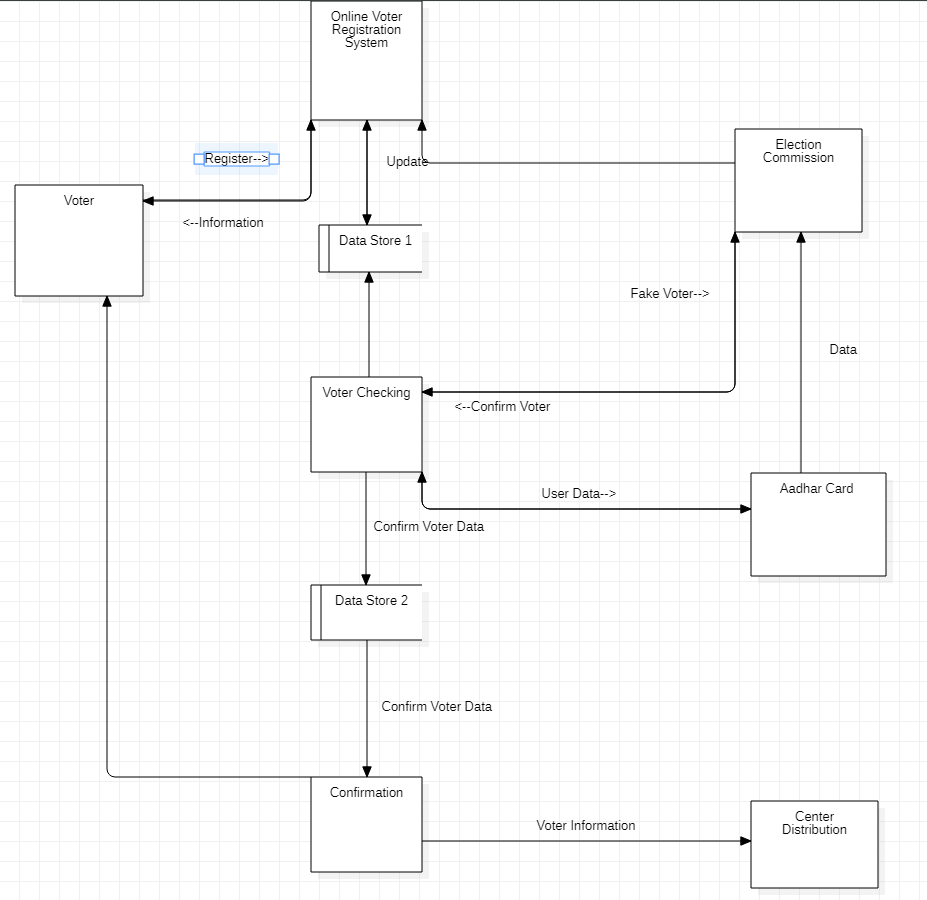 Online Voter
Registration
System
Election
Commission
Register-->
Update
Voter
<--Information
Data Store 1
Fake Voter-->
Data
Voter Checking
<--Confirm Voter
Aadhar Card
User Data-->
Confirm Voter Data
Data Store 2
Confirm Voter Data
Confirmation
Voter Information
Center
Distribution